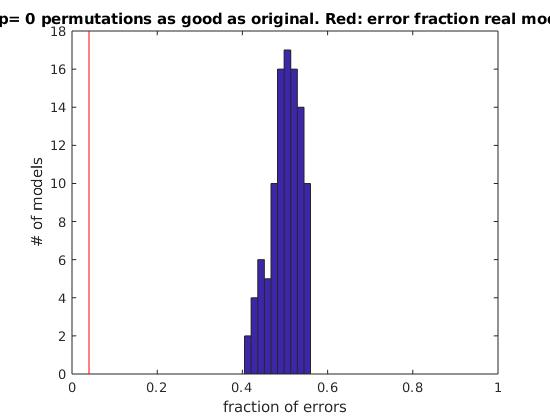 p= 0 permutations as good as original. Red: error fraction real
18
16
14
12
10
8
6
4
2
0
# of models
0 0.2 0.4 0.6 0.8 1
fraction of errors